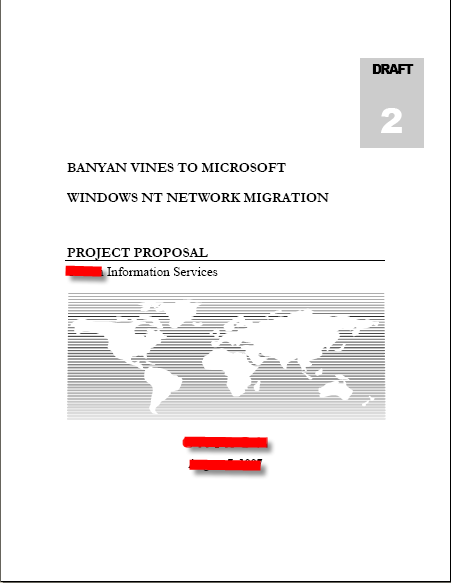 DRAFT
2
BANYAN VINES TO MICROSOFT
WINDOWS NT NETWORK MIGRATION
PROJECT PROPOSAL
Information Services